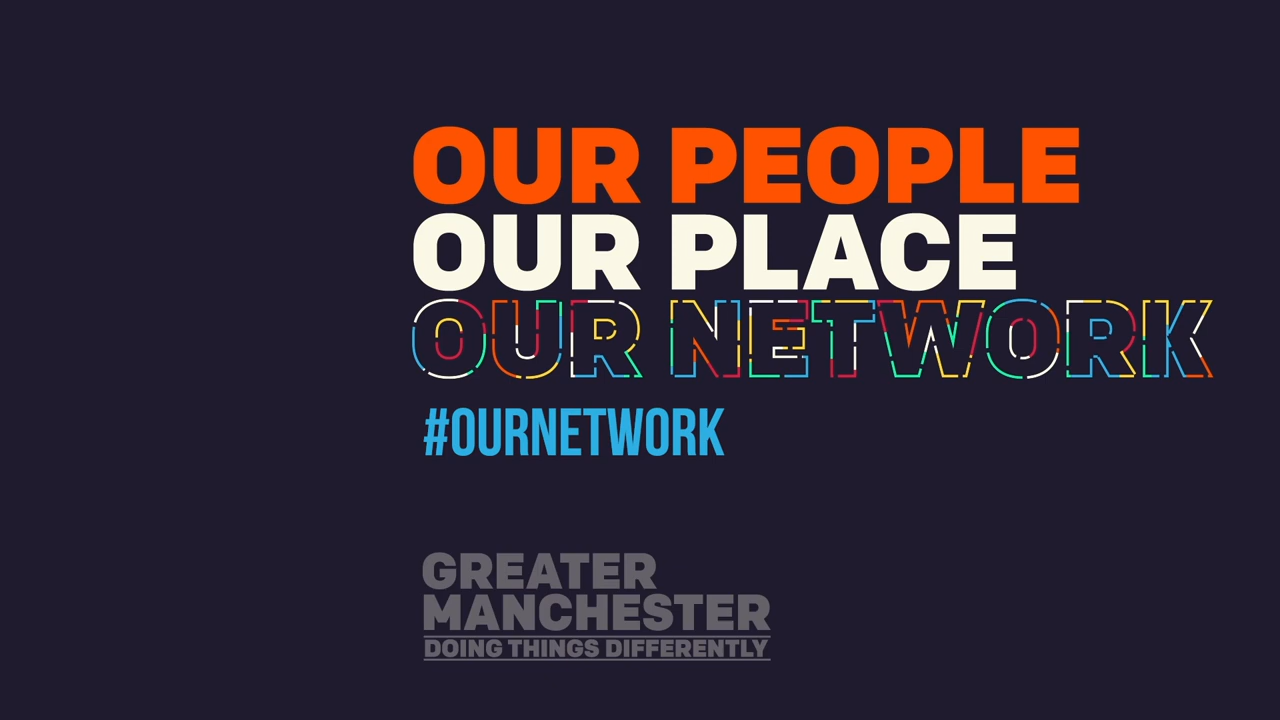 OUR PEOPLE
OUR PLACE
OUR NETWORK
#OURNETWORK
GREATER
MANCHESTER
DOING THINGS DIFFERENTLY